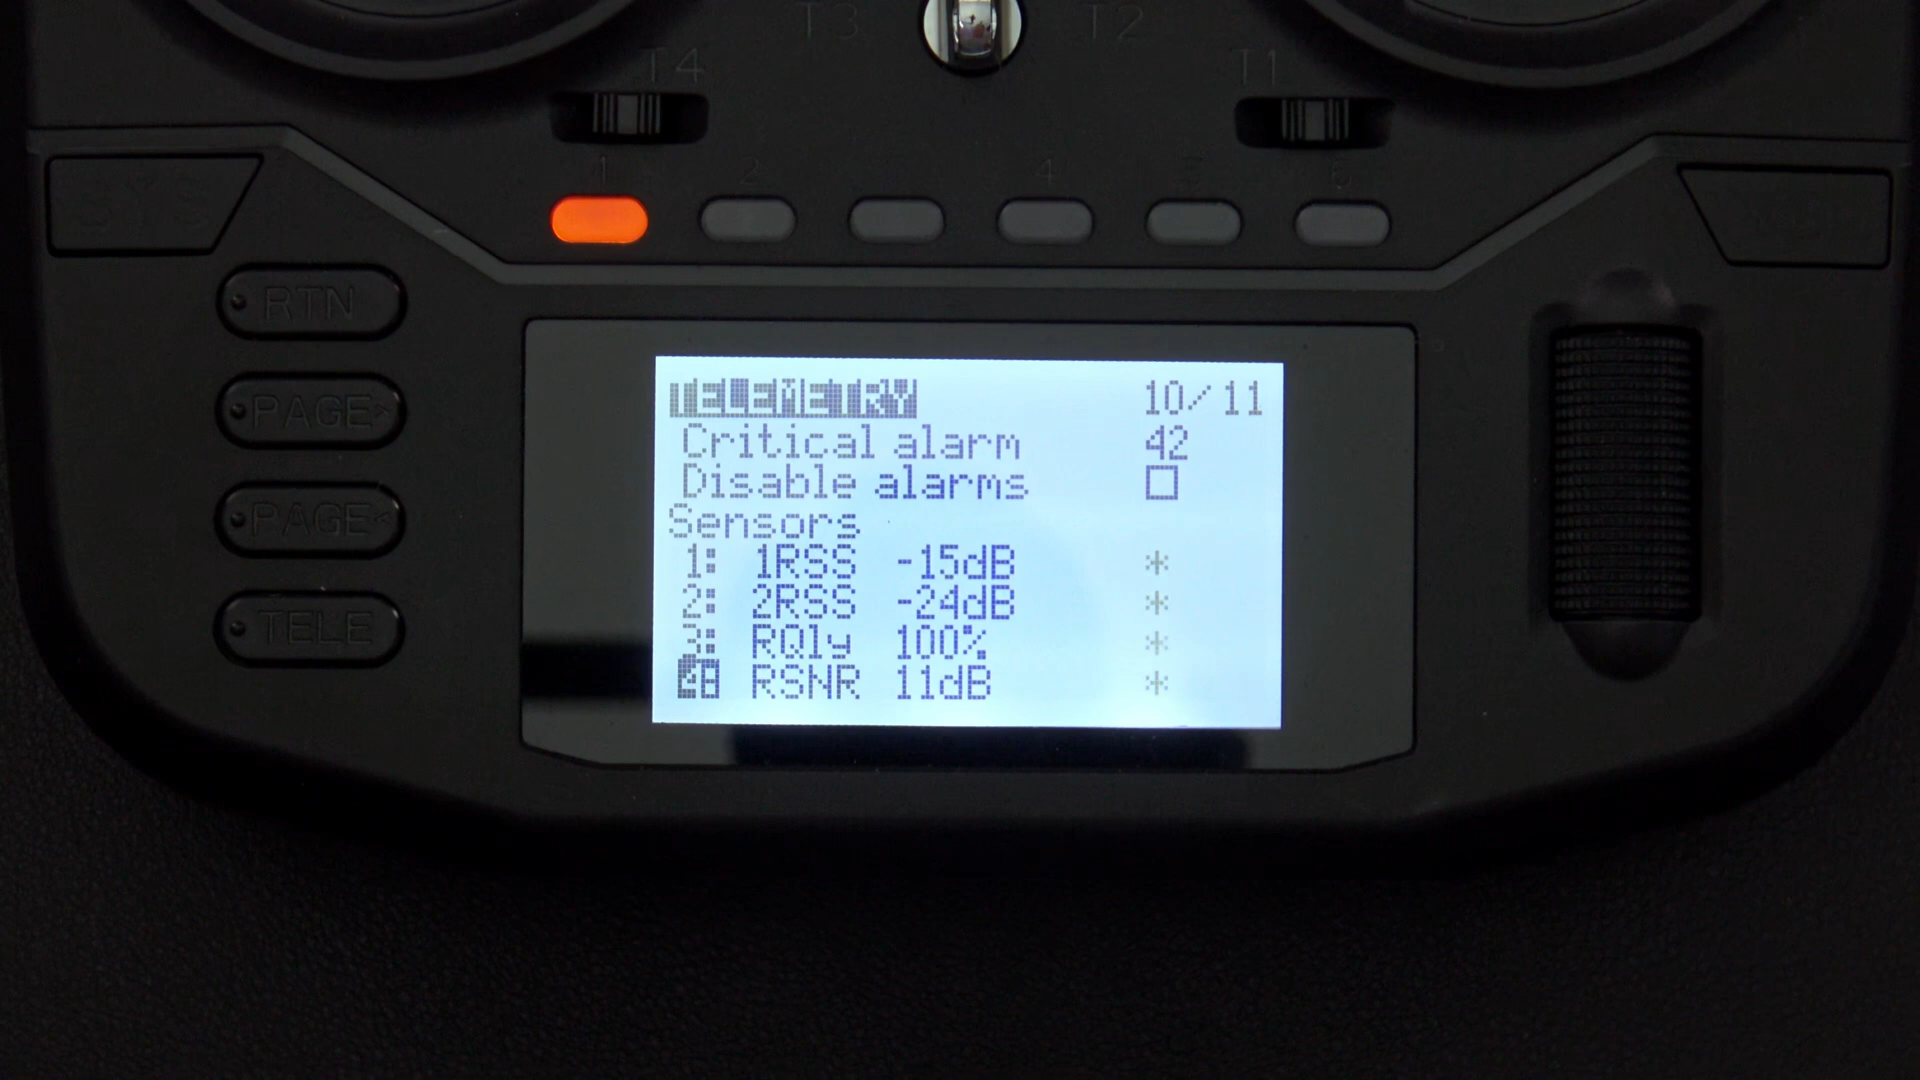 T3 T2
T4 T1
1 2 4 5 6
SYS
RTN
PAGE>
PAGE<
TELE
TELEMETRY 10/11
Critical alarm 42
Disable alarms
Sensors
1: 1RSS -15dB *
2: 2RSS -24dB *
3: RQly 100% *
RSNR 11dB *